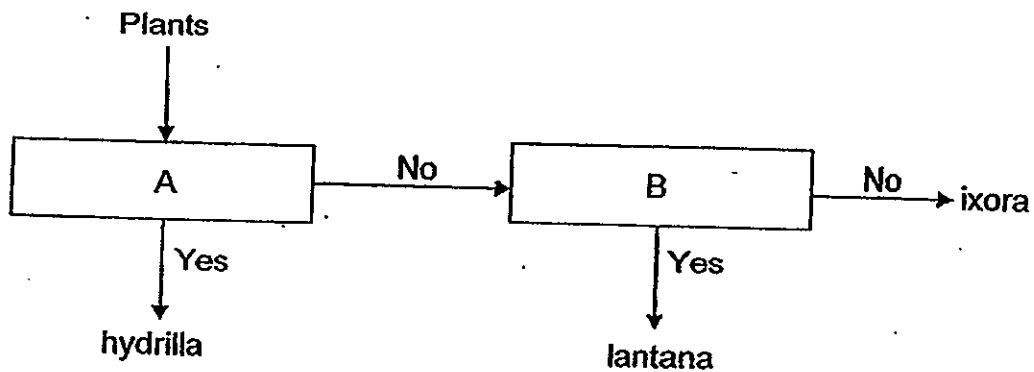 Plants
A
No
B
No
ixora
Yes
Yes
hydrilla
lantana